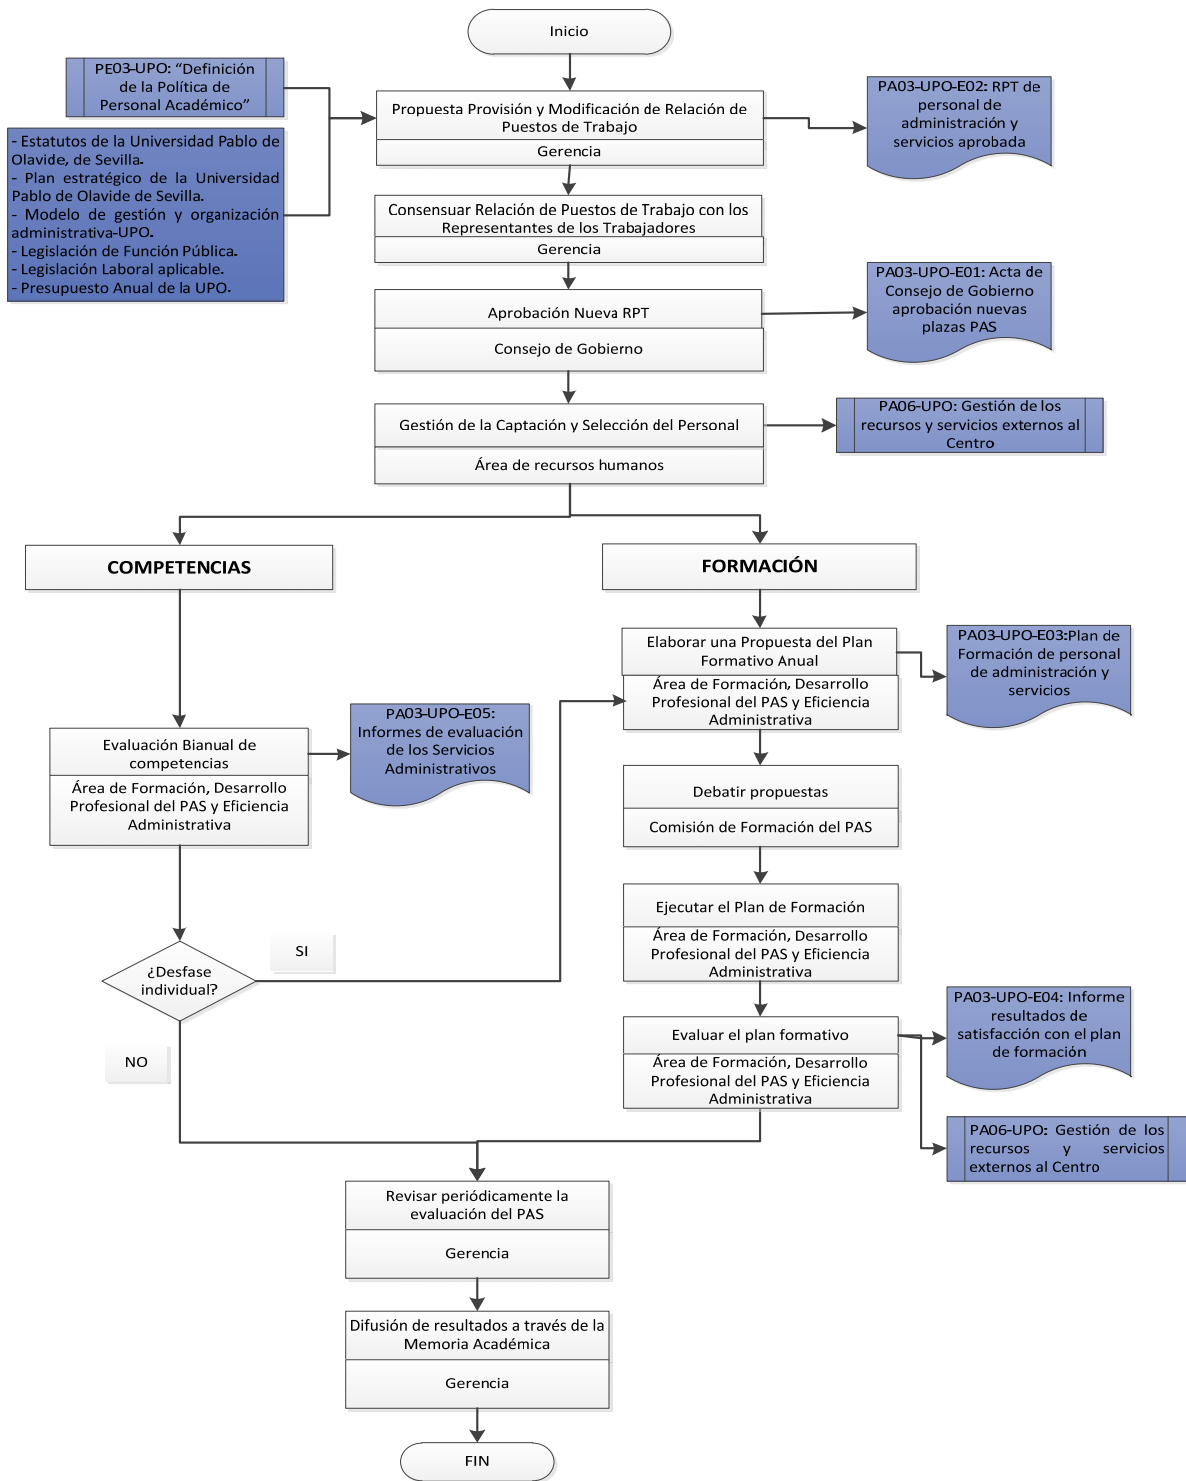 Inicio
PE03-UPO: “Definición
de la Política de
Personal Académico”
- Estatutos de la Universidad Pablo de
Olavide, de Sevilla.
- Plan estratégico de la Universidad
Pablo de Olavide de Sevilla.
- Modelo de gestión y organización
administrativa-UPO.
- Legislación de Función Pública.
- Legislación Laboral aplicable.
- Presupuesto Anual de la UPO.
Propuesta Provisión y Modificación de Relación de
Puestos de Trabajo
Gerencia
PA03-UPO-E02: RPT de
personal de
administración y
servicios aprobada
Consensuar Relación de Puestos de Trabajo con los
Representantes de los Trabajadores
Gerencia
Aprobación Nueva RPT
Consejo de Gobierno
PA03-UPO-E01: Acta de
Consejo de Gobierno
aprobación nuevas
plazas PAS
Gestión de la Captación y Selección del Personal
Área de recursos humanos
PA06-UPO: Gestión de los
recursos y servicios externos al
Centro
COMPETENCIAS
FORMACIÓN
Elaborar una Propuesta del Plan
Formativo Anual
Área de Formación, Desarrollo
Profesional del PAS y Eficiencia
Administrativa
PA03-UPO-E03:Plan de
Formación de personal
de administración y
servicios
Evaluación Bianual de
competencias
Área de Formación, Desarrollo
Profesional del PAS y Eficiencia
Administrativa
PA03-UPO-E05:
Informes de evaluación
de los Servicios
Administrativos
Debatir propuestas
Comisión de Formación del PAS
Ejecutar el Plan de Formación
Área de Formación, Desarrollo
Profesional del PAS y Eficiencia
Administrativa
¿Desfase
individual?
SI
NO
Evaluar el plan formativo
Área de Formación, Desarrollo
Profesional del PAS y Eficiencia
Administrativa
PA03-UPO-E04: Informe
resultados de
satisfacción con el plan
de formación
PA06-UPO: Gestión de los
recursos y servicios
externos al Centro
Revisar periódicamente la
evaluación del PAS
Gerencia
Difusión de resultados a través de la
Memoria Académica
Gerencia
FIN